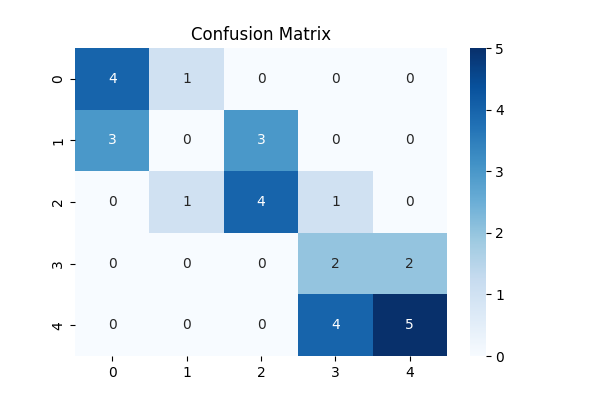 Confusion Matrix
0 4 1 0 0 0
1 3 0 3 0 0
2 0 1 4 1 0
3 0 0 0 2 2
4 0 0 0 4 5
0 1 2 3 4
5
4
3
2
1
0